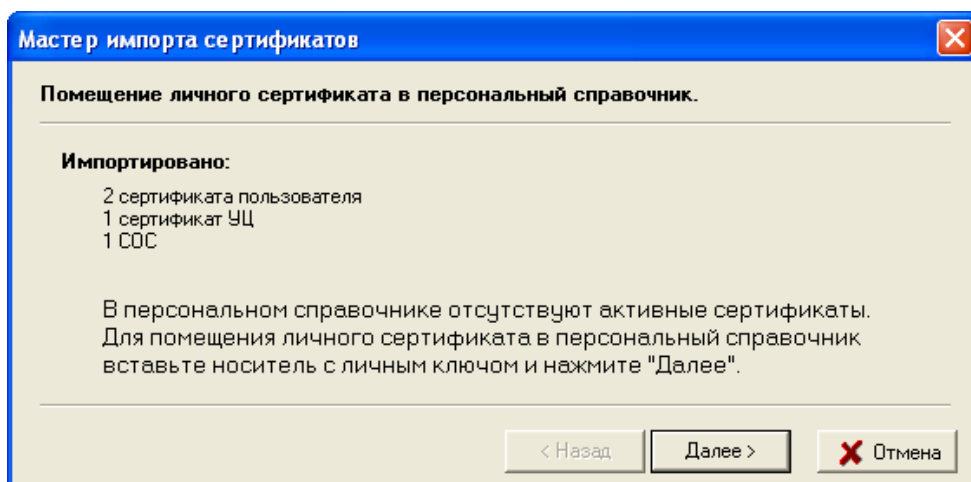 Мастер импорта сертификатов
Помещение личного сертификата в персональный справочник.
Импортировано:
2 сертификата пользователя
1 сертификат УЦ
1 СОС
В персональном справочнике отсутствуют активные сертификаты.
Для помещения личного сертификата в персональный справочник
вставьте носитель с личным ключом и нажмите "Далее".
< Назад
Далее >
Отмена